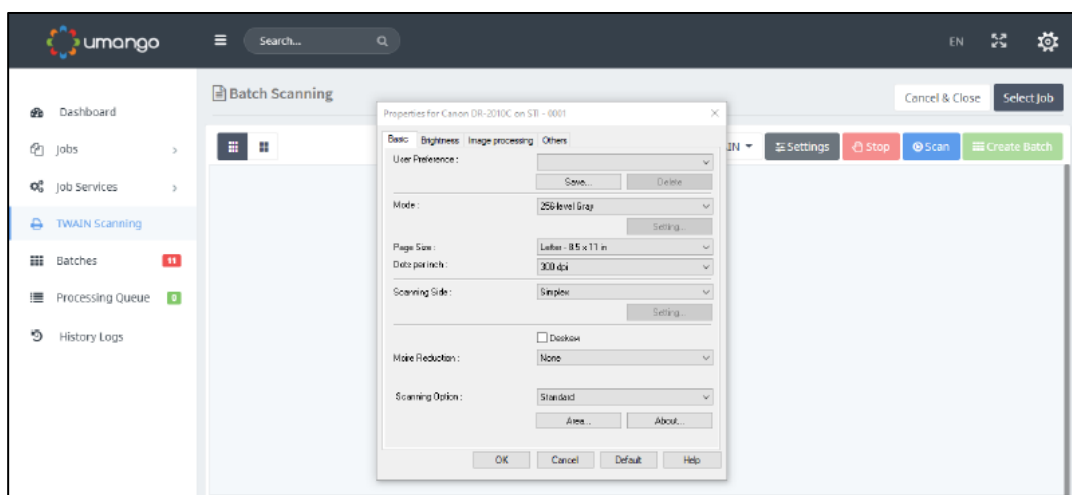 umango
Search...
EN
Dashboard
Jobs
Job Services
TWAIN Scanning
Batches 11
Processing Queue 0
History Logs
Batch Scanning
Cancel & Close Select Job
IN Settings Stop Scan Create Batch
Properties for Canon DR-2010C on STI - 0001
Basic Brightness Image processing Others
User Preference :
Save... Delete
Mode : 256-level Gray
Setting...
Page Size : Letter - 8.5 x 11 in
Dots per inch : 300 dpi
Scanning Side : Simplex
Setting...
Deskew
Moire Reduction : None
Scanning Option : Standard
Area... About...
OK Cancel Default Help